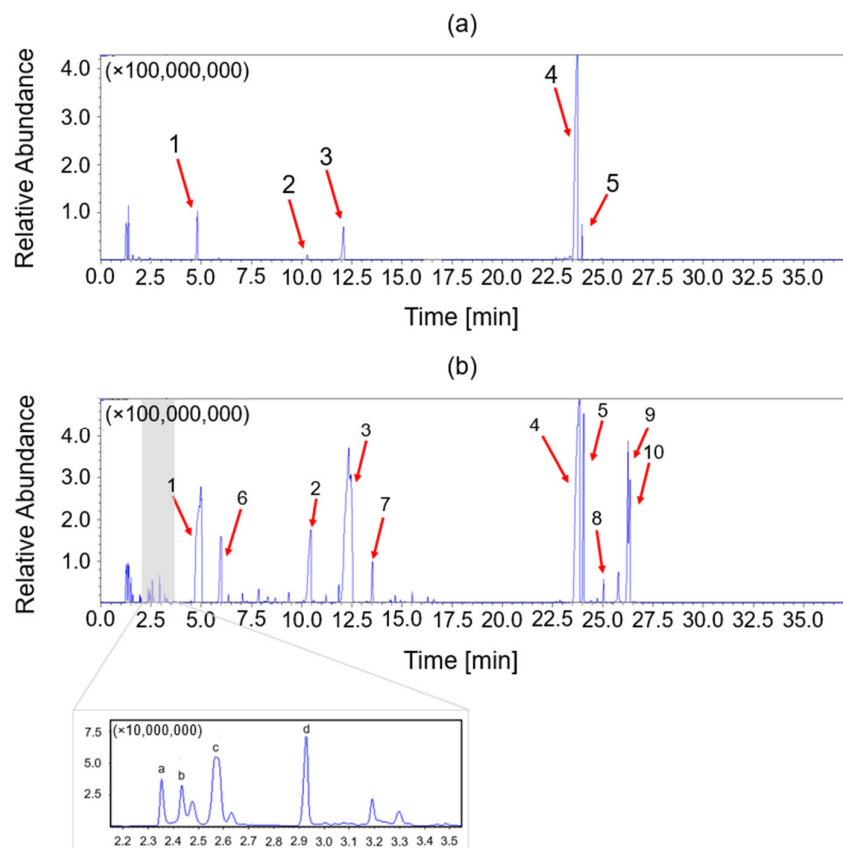 (a)
Relative Abundance
(×100,000,000)
4.0
3.0
2.0
1.0
1
2
3
4
5
0.0 2.5 5.0 7.5 10.0 12.5 15.0 17.5 20.0 22.5 25.0 27.5 30.0 32.5 35.0
Time [min]
(b)
Relative Abundance
(×100,000,000)
4.0
3.0
2.0
1.0
1
6
2
3
7
4
5
8
9
10
0.0 2.5 5.0 7.5 10.0 12.5 15.0 17.5 20.0 22.5 25.0 27.5 30.0 32.5 35.0
Time [min]
(×10,000,000)
7.5
5.0
2.5
a
b
c
d
2.2 2.3 2.4 2.5 2.6 2.7 2.8 2.9 3.0 3.1 3.2 3.3 3.4 3.5